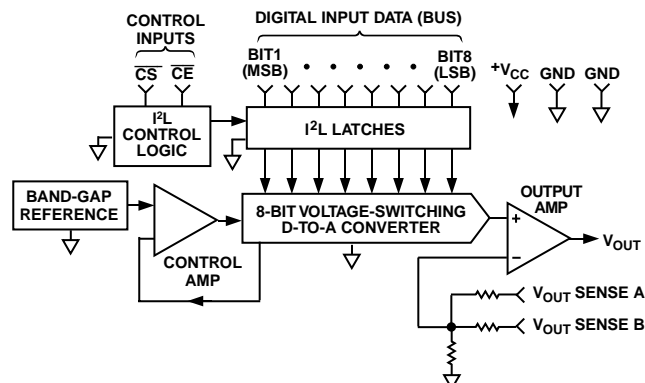 CONTROL
INPUTS
DIGITAL INPUT DATA (BUS)
CS CE
BIT1
(MSB)
BIT8
(LSB)
+VCC GND GND
I2L
CONTROL
LOGIC
I2L LATCHES
BAND-GAP
REFERENCE
8-BIT VOLTAGE-SWITCHING
D-TO-A CONVERTER
OUTPUT
AMP
+
–
VOUT
CONTROL
AMP
VOUT SENSE A
VOUT SENSE B